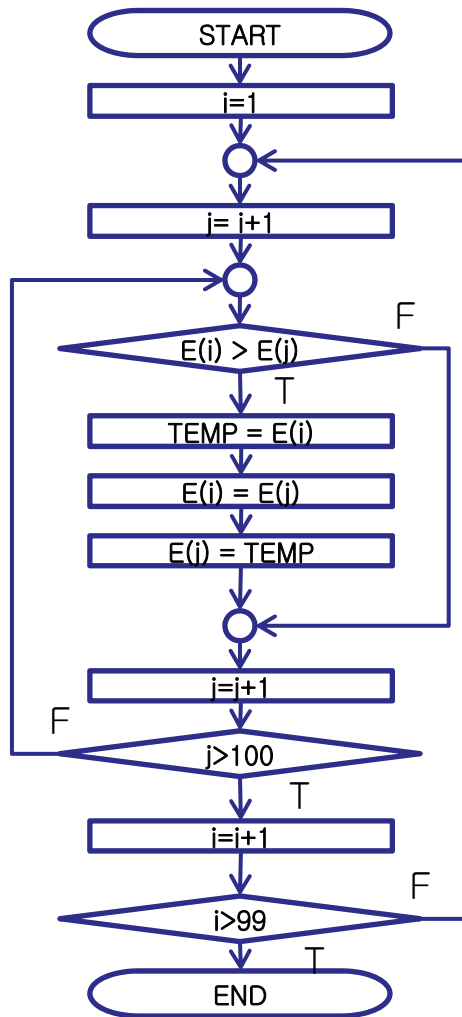 START
i=1
j= i+1
F
E(i) > E(j)
T
TEMP = E(i)
E(i) = E(j)
E(j) = TEMP
j=j+1
F
j>100
T
i=i+1
F
i>99
T
END